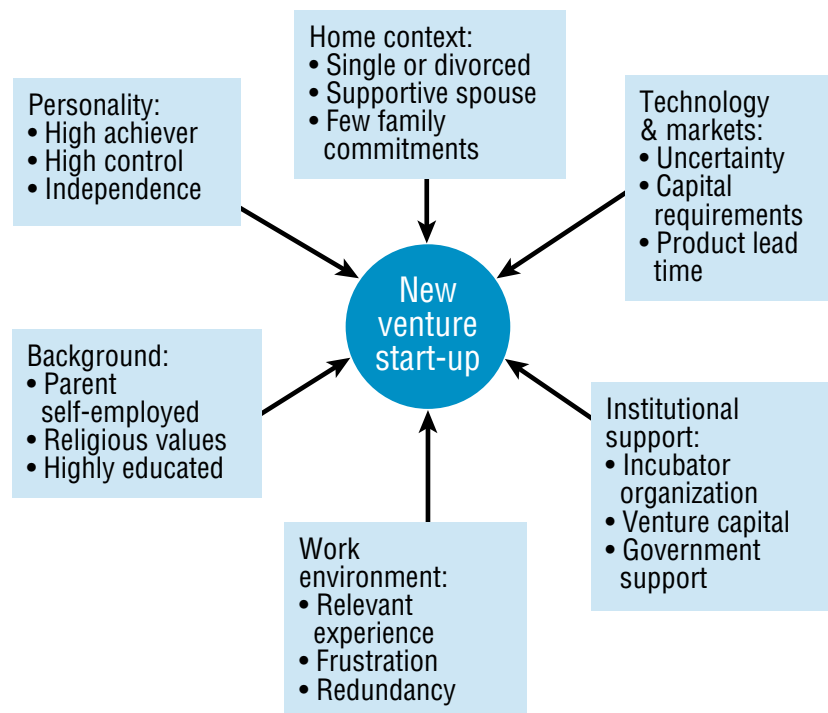 Home context:
• Single or divorced
• Supportive spouse
• Few family
commitments
Personality:
• High achiever
• High control
• Independence
Technology
& markets:
• Uncertainty
• Capital
requirements
• Product lead
time
New
venture
start-up
Background:
• Parent
self-employed
• Religious values
• Highly educated
Institutional
support:
• Incubator
organization
• Venture capital
• Government
support
Work
environment:
• Relevant
experience
• Frustration
• Redundancy